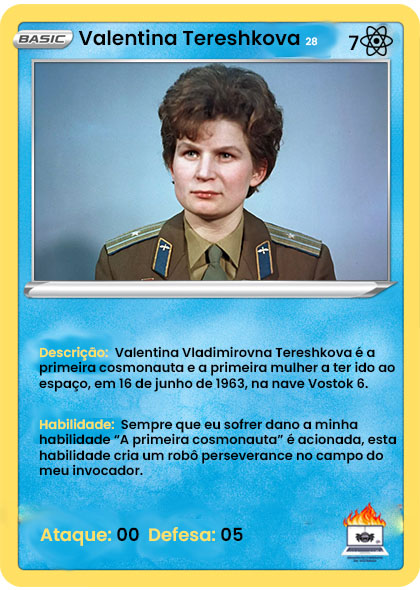 BASIC Valentina Tereshkova 28 7
Descrição: Valentina Vladimirovna Tereshkova é a
primeira cosmonauta e a primeira mulher a ter ido ao
espaço, em 16 de junho de 1963, na nave Vostok 6.
Habilidade: Sempre que eu sofrer dano a minha
habilidade “A primeira cosmonauta” é acionada, esta
habilidade cria um robô perseverance no campo do
meu invocador.
Ataque: 00 Defesa: 05